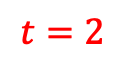 t = 2